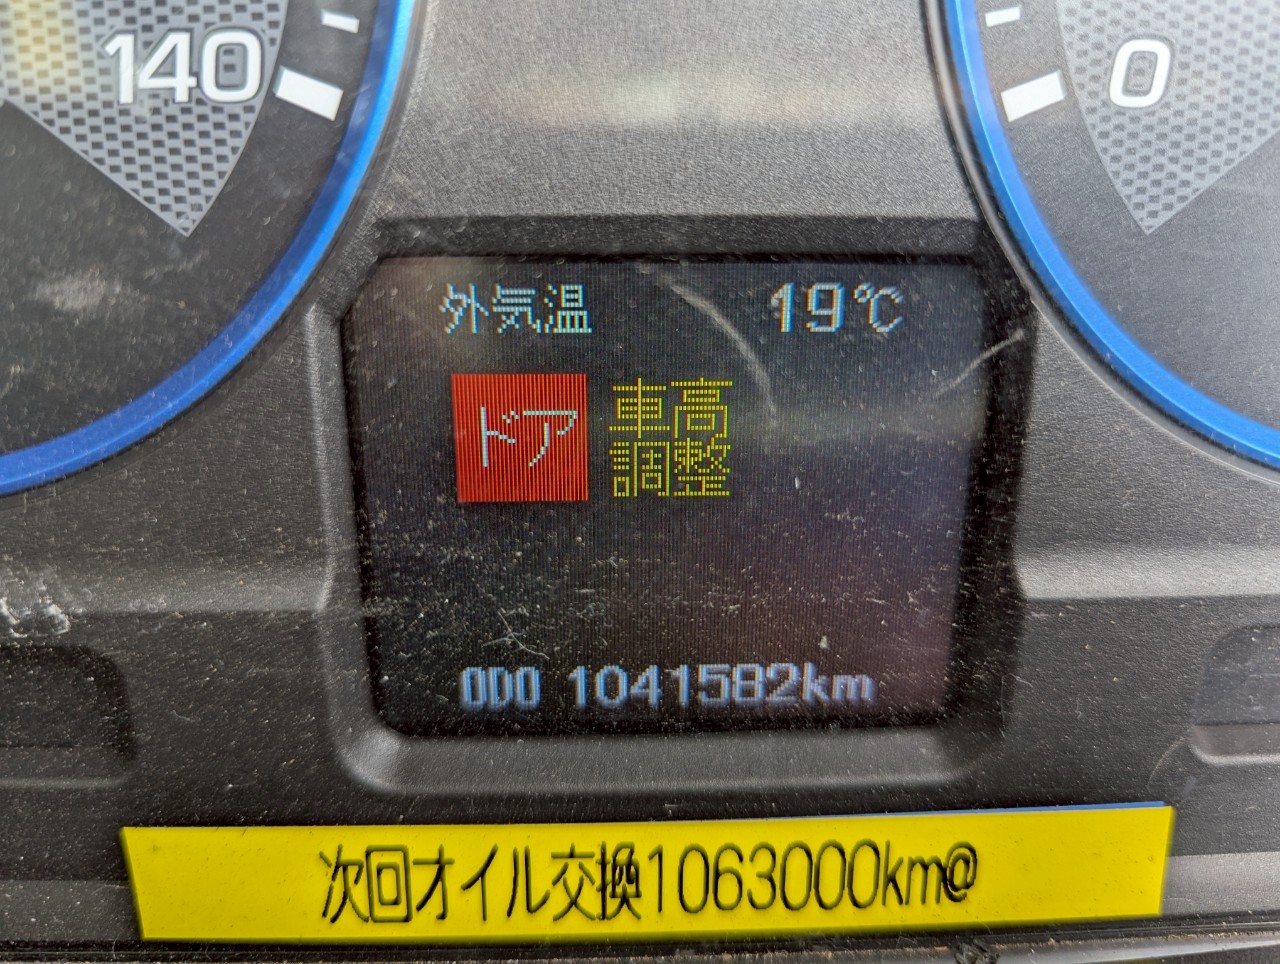 140
0
外気温 19℃
ドア 車高調整
ODO 1041582km
次回オイル交換1063000km@